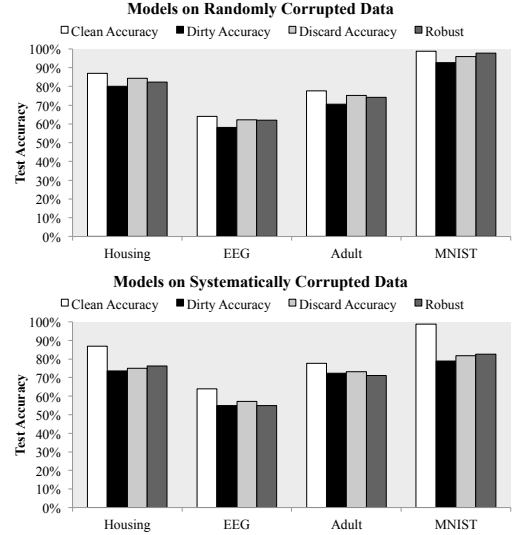 Models on Randomly Corrupted Data
Clean Accuracy Dirty Accuracy Discard Accuracy Robust
100%
90%
80%
70%
60%
50%
40%
30%
20%
10%
0%
Test Accuracy
Housing EEG Adult MNIST
Models on Systematically Corrupted Data
Clean Accuracy Dirty Accuracy Discard Accuracy Robust
100%
90%
80%
70%
60%
50%
40%
30%
20%
10%
0%
Test Accuracy
Housing EEG Adult MNIST